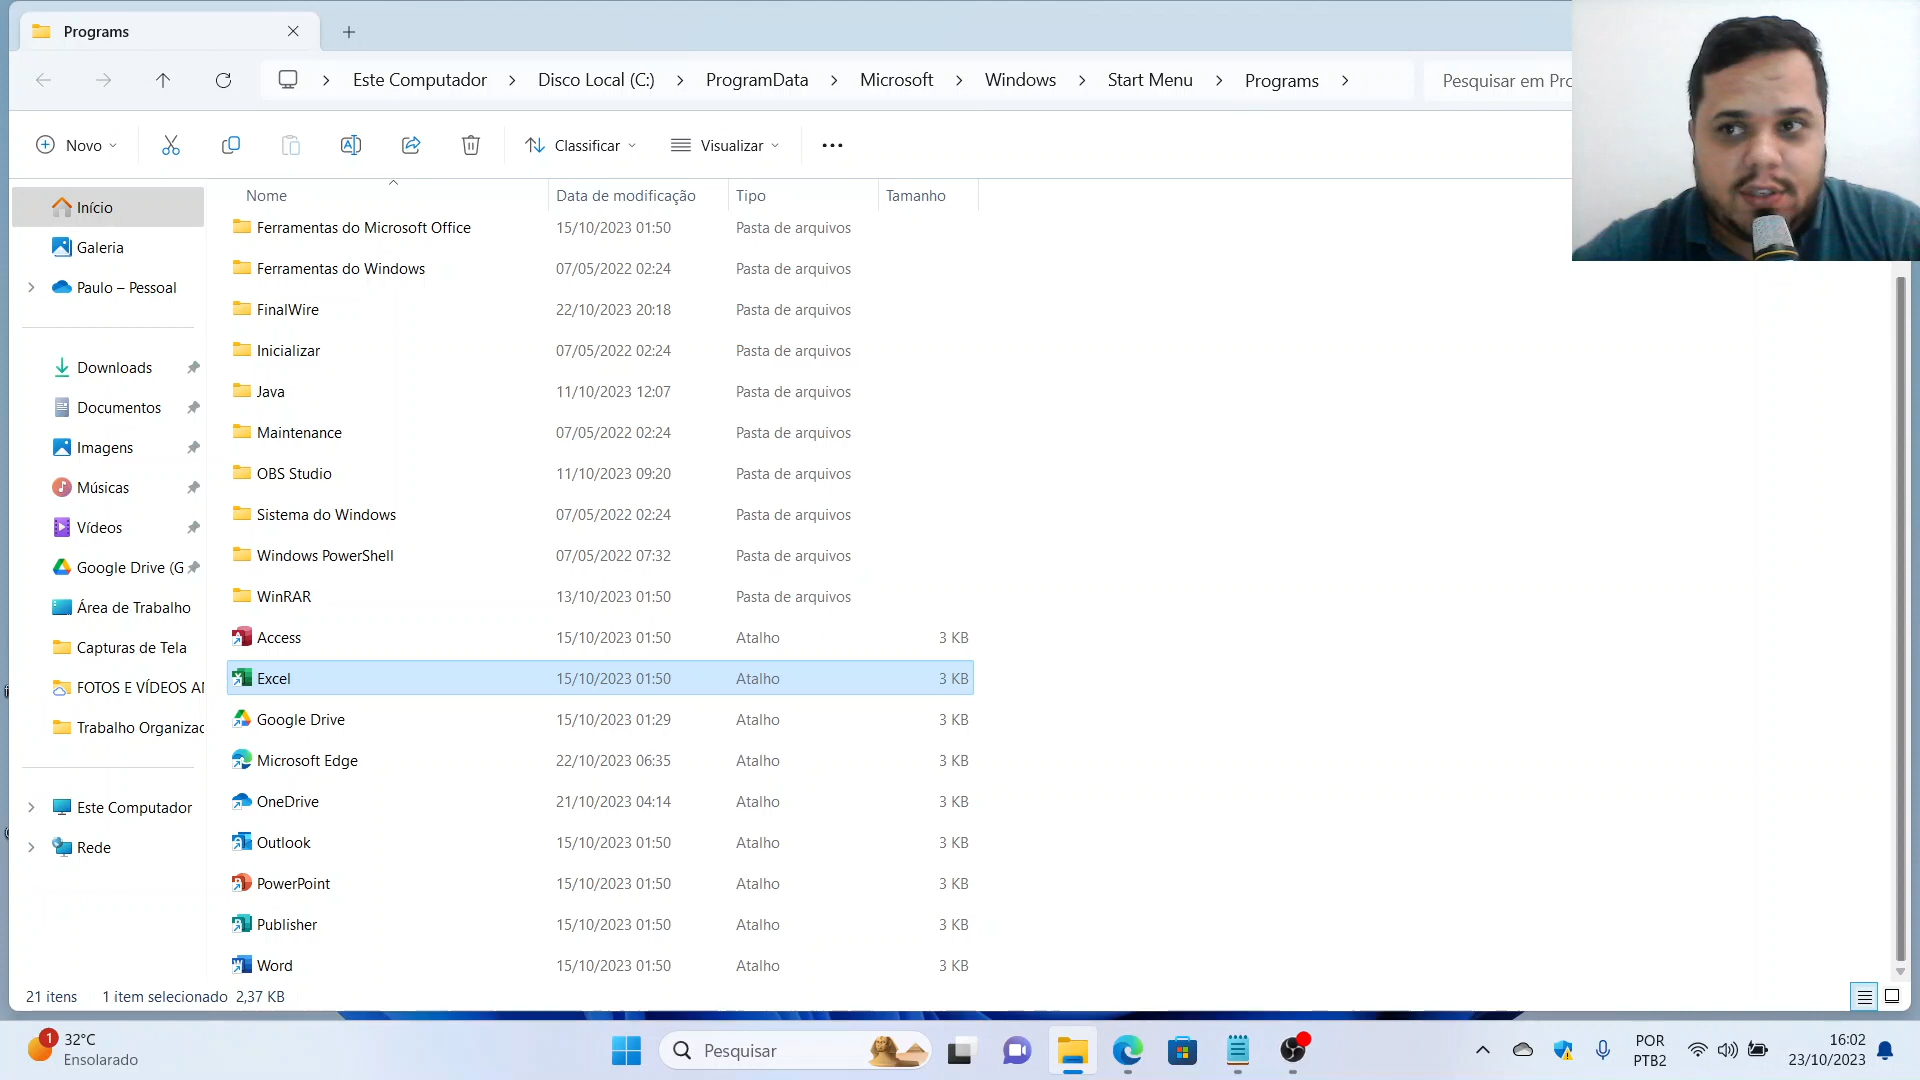 Programs
Este Computador Disco Local (C:) ProgramData Microsoft Windows Start Menu Programs
Pesquisar em Pro
Novo
Classificar
Visualizar
Início
Galeria
Paulo – Pessoal
Downloads
Documentos
Imagens
Músicas
Vídeos
Google Drive (G
Área de Trabalho
Capturas de Tela
FOTOS E VÍDEOS AN
Trabalho Organizad
Este Computador
Rede
Nome Data de modificação Tipo Tamanho
Ferramentas do Microsoft Office 15/10/2023 01:50 Pasta de arquivos
Ferramentas do Windows 07/05/2022 02:24 Pasta de arquivos
FinalWire 22/10/2023 20:18 Pasta de arquivos
Inicializar 07/05/2022 02:24 Pasta de arquivos
Java 11/10/2023 12:07 Pasta de arquivos
Maintenance 07/05/2022 02:24 Pasta de arquivos
OBS Studio 11/10/2023 09:20 Pasta de arquivos
Sistema do Windows 07/05/2022 02:24 Pasta de arquivos
Windows PowerShell 07/05/2022 07:32 Pasta de arquivos
WinRAR 13/10/2023 01:50 Pasta de arquivos
Access 15/10/2023 01:50 Atalho 3 KB
Excel 15/10/2023 01:50 Atalho 3 KB
Google Drive 15/10/2023 01:29 Atalho 3 KB
Microsoft Edge 22/10/2023 06:35 Atalho 3 KB
OneDrive 21/10/2023 04:14 Atalho 3 KB
Outlook 15/10/2023 01:50 Atalho 3 KB
PowerPoint 15/10/2023 01:50 Atalho 3 KB
Publisher 15/10/2023 01:50 Atalho 3 KB
Word 15/10/2023 01:50 Atalho 3 KB
21 itens 1 item selecionado 2,37 KB
1
32°C
Ensolarado
Pesquisar
POR
PTB2
16:02
23/10/2023